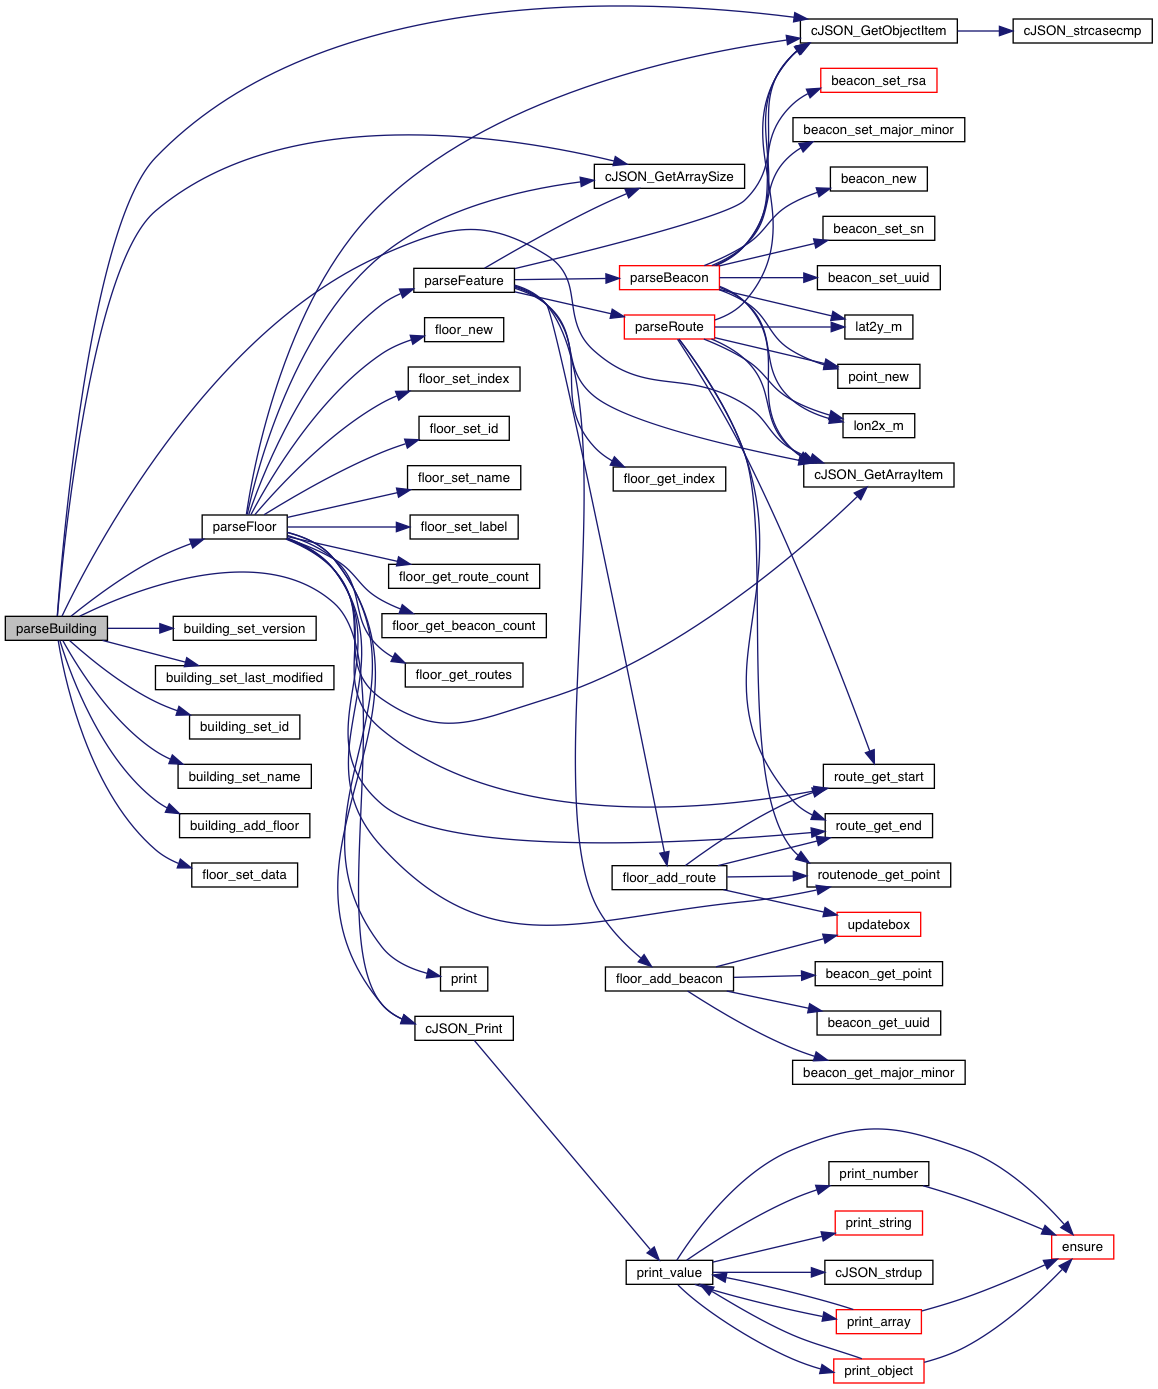 cJSON_GetObjectItem
cJSON_strcasecmp
beacon_set_rsa
beacon_set_major_minor
cJSON_GetArraySize
beacon_new
beacon_set_sn
parseFeature
parseBeacon
beacon_set_uuid
floor_new
parseRoute
lat2y_m
floor_set_index
point_new
floor_set_id
lon2x_m
floor_set_name
floor_get_index
cJSON_GetArrayItem
parseFloor
floor_set_label
floor_get_route_count
parseBuilding
building_set_version
floor_get_beacon_count
building_set_last_modified
floor_get_routes
building_set_id
building_set_name
route_get_start
building_add_floor
route_get_end
floor_set_data
floor_add_route
routenode_get_point
updatebox
print
floor_add_beacon
beacon_get_point
cJSON_Print
beacon_get_uuid
beacon_get_major_minor
print_number
print_string
ensure
print_value
cJSON_strdup
print_array
print_object